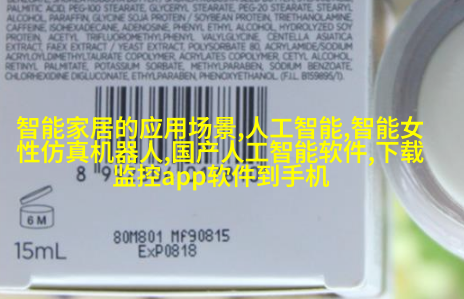 PALMITIC ACID, PEG-100 STEARATE, GLYCERYL STEARATE, PEG-20 STEARATE, STEARYL
ALCOHOL, PARAFFIN, GLYCINE SOJA PROTEIN / SOYBEAN PROTEIN, TRIETHANOLAMINE,
CAFFEINE, ISOHEXADECANE, ADENOSINE, PHENYL ETHYL ALCOHOL, HYDROLYZED SOY
PROTEIN, ACETYL TRIFLUOROMETHYLPHENYL VALYLGLYCINE, CENTELLA ASIATICA
EXTRACT, FAEX EXTRACT / YEAST EXTRACT, POLYSORBATE 80, ACRYLAMIDE/SODIUM
ACRYLOYLDIMETHYLTAURATE COPOLYMER, ACRYLATES COPOLYMER, CETYL ALCOHOL,
RETINYL PALMITATE, DISODIUM EDTA, METHYLPARABEN, SODIUM BENZOATE,
CHLORHEXIDINE DIGLUCONATE, ETHYLPARABEN, PHENOXYETHANOL. (F.I.L. B159895/1).
智能家居的应用场景,人工智能,智能女
性仿真机器人,国产人工智能软件,下载
监控app软件到手机
6 M
15mL
80M801 Mf90815
ExP0818